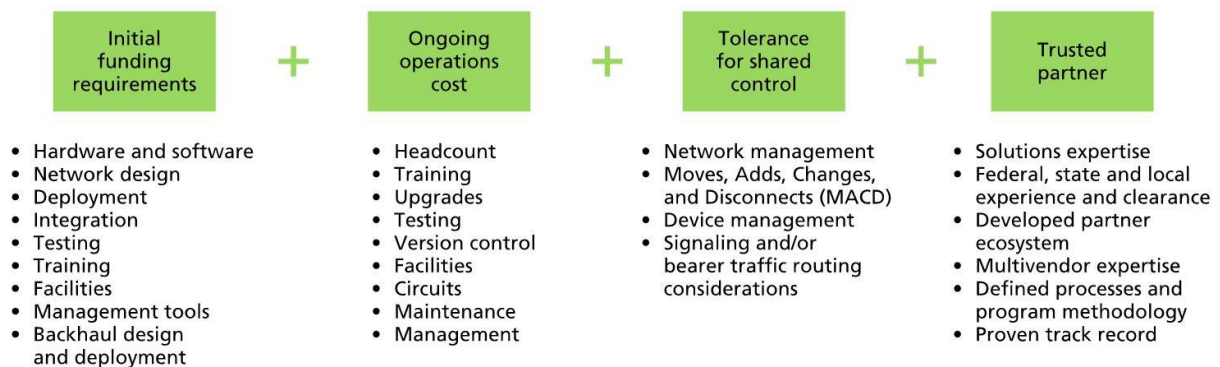 Initial
funding
requirements
+
Ongoing
operations
cost
+
Tolerance
for shared
control
+
Trusted
partner
• Hardware and software
• Network design
• Deployment
• Integration
• Testing
• Training
• Facilities
• Management tools
• Backhaul design
and deployment
• Headcount
• Training
• Upgrades
• Testing
• Version control
• Facilities
• Circuits
• Maintenance
• Management
• Network management
• Moves, Adds, Changes,
and Disconnects (MACD)
• Device management
• Signaling and/or
bearer traffic routing
considerations
• Solutions expertise
• Federal, state and local
experience and clearance
• Developed partner
ecosystem
• Multivendor expertise
• Defined processes and
program methodology
• Proven track record